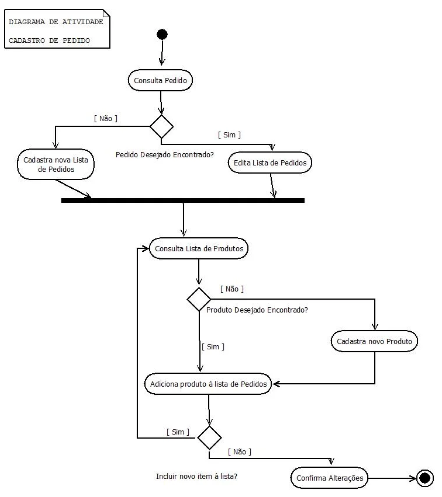 DIAGRAMA DE ATIVIDADE
CADASTRO DE PEDIDO
Consulta Pedido
[ Não ]
[ Sim ]
Pedido Desejado Encontrado?
Cadastra nova Lista
de Pedidos
Edita Lista de Pedidos
Consulta Lista de Produtos
[ Não ]
Produto Desejado Encontrado?
[ Sim ]
Cadastra novo Produto
Adiciona produto à lista de Pedidos
[ Sim ]
[ Não ]
Incluir novo item à lista?
Confirma Alterações